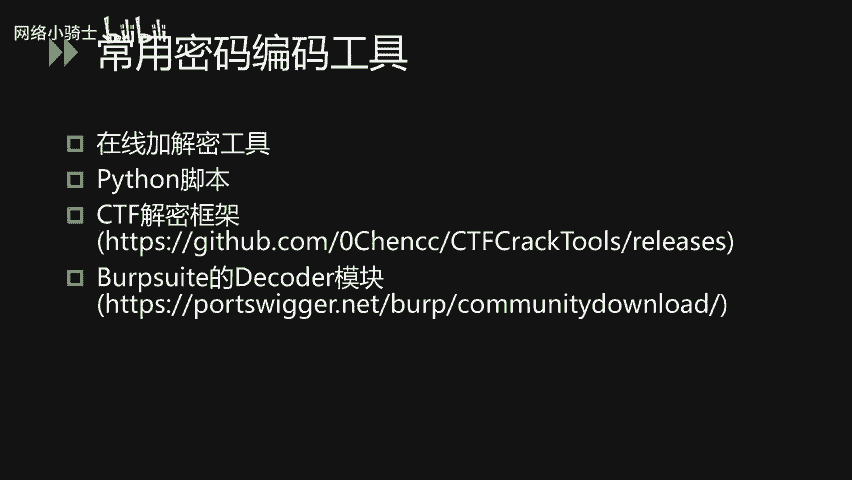 网络小骑士
常用密码编码工具
在线加解密工具
Python脚本
CTF解密框架
(https://github.com/0Chencc/CTFCrackTools/releases)
Burpsuite的Decoder模块
(https://portswigger.net/burp/communitydownload/)